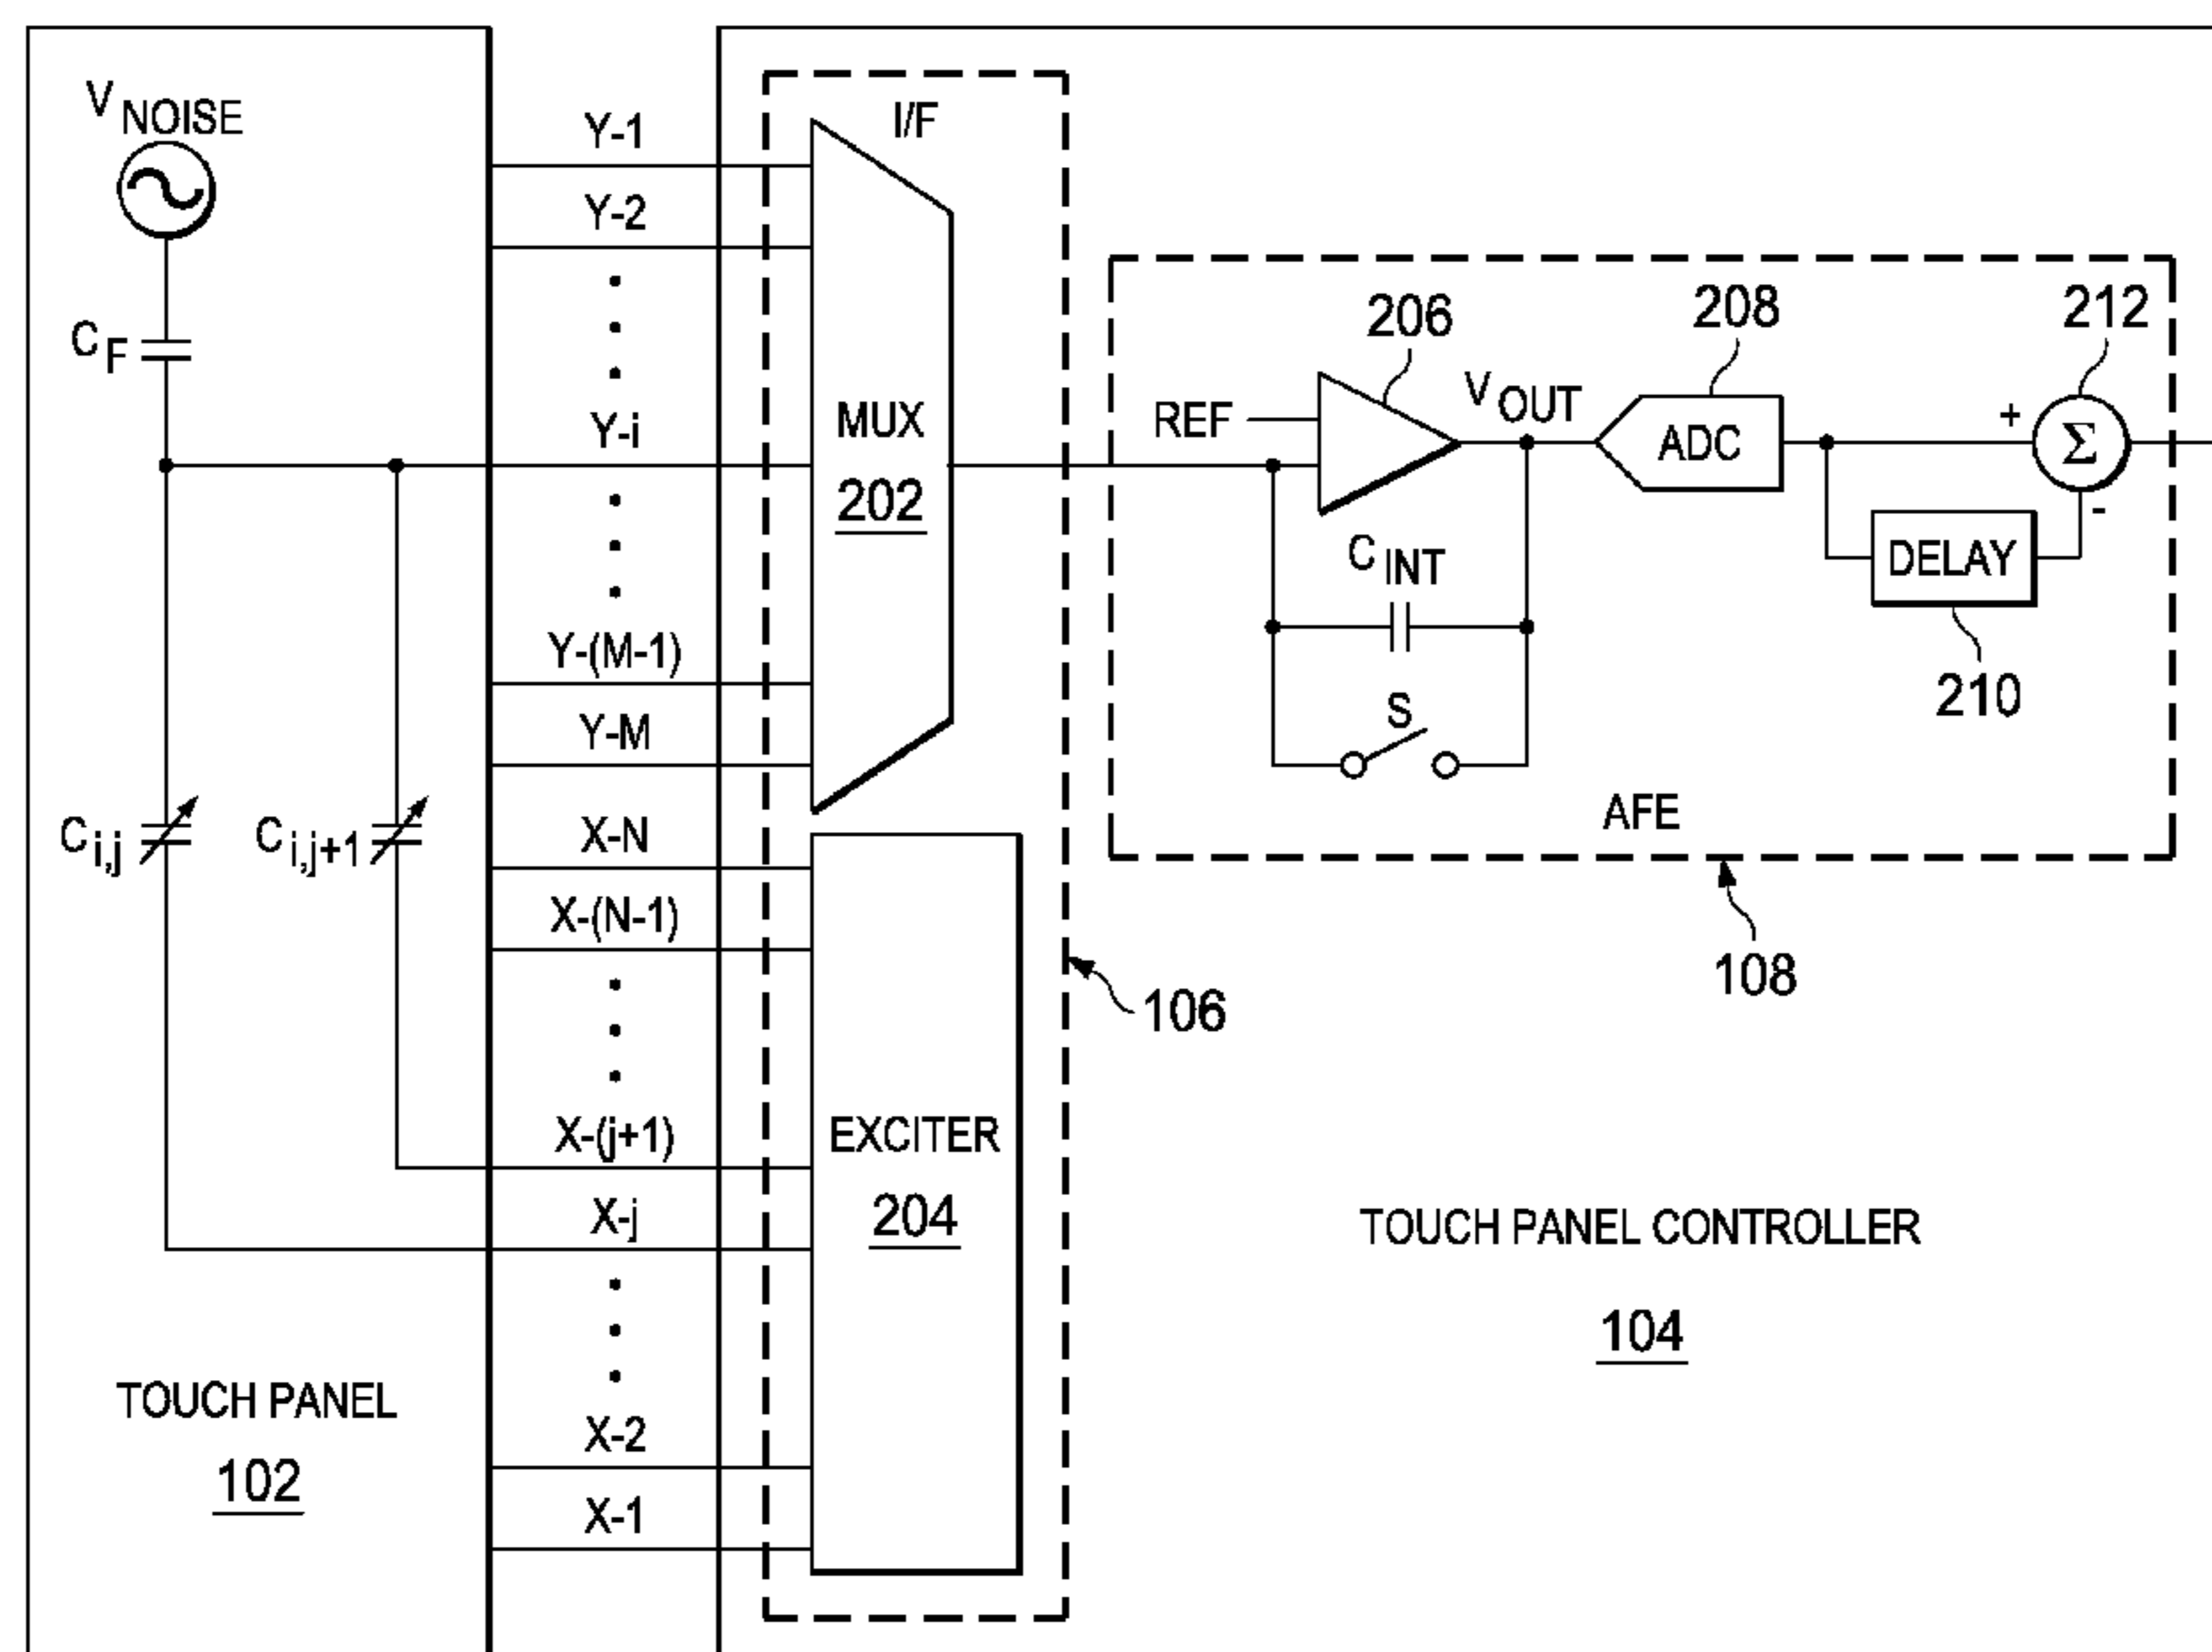 V NOISE
C F
C i,j
C i,j+1
TOUCH PANEL
102
Y-1
Y-2
Y-i
Y-(M-1)
Y-M
X-N
X-(N-1)
X-(j+1)
X-j
X-2
X-1
I/F
MUX
202
EXCITER
204
106
REF
206
V OUT
208
ADC
212
+
Σ
-
DELAY
210
C INT
S
AFE
108
TOUCH PANEL CONTROLLER
104